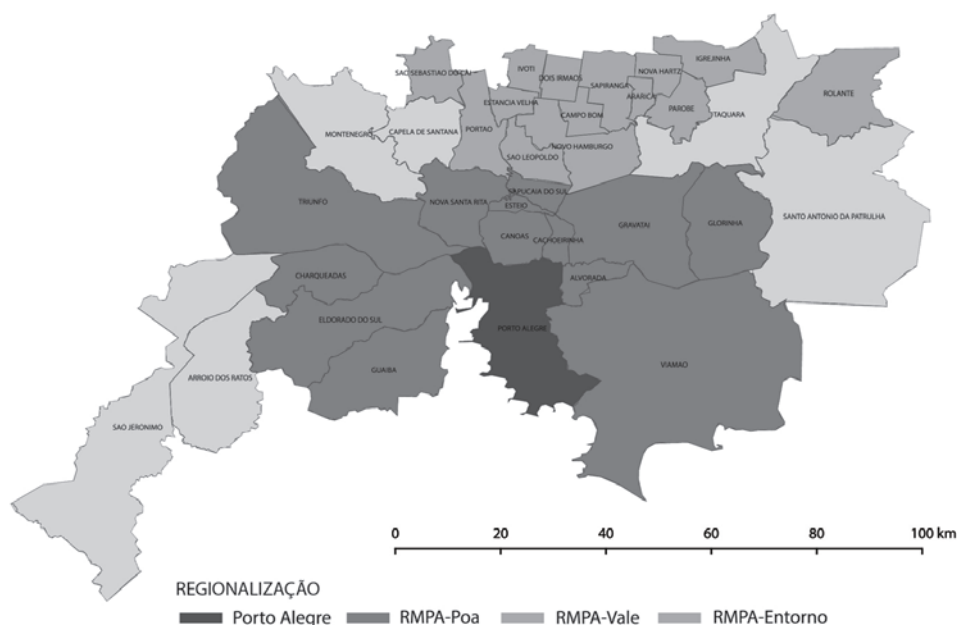 IGREJINHA
IVOTI
NOVA HARTZ
SAO SEBASTIAO DO CAI
DOIS IRMAOS
SAPIRANGA
ROLANTE
ARARICA
ESTANCIA VELHA
PAROBE
TAQUARA
CAMPO BOM
PORTAO
MONTENEGRO
CAPELA DE SANTANA
NOVO HAMBURGO
SAO LEOPOLDO
SAPUCAIA DO SUL
TRIUNFO
NOVA SANTA RITA
ESTEIO
SANTO ANTONIO DA PATRULHA
GRAVATAI
GLORINHA
CANOAS
CACHOEIRINHA
CHARQUEADAS
ALVORADA
ELDORADO DO SUL
PORTO ALEGRE
VIAMAO
GUAIBA
ARROIO DOS RATOS
SAO JERONIMO
0 20 40 60 80 100 km
REGIONALIZAÇÃO
Porto Alegre RMPA-Poa RMPA-Vale RMPA-Entorno